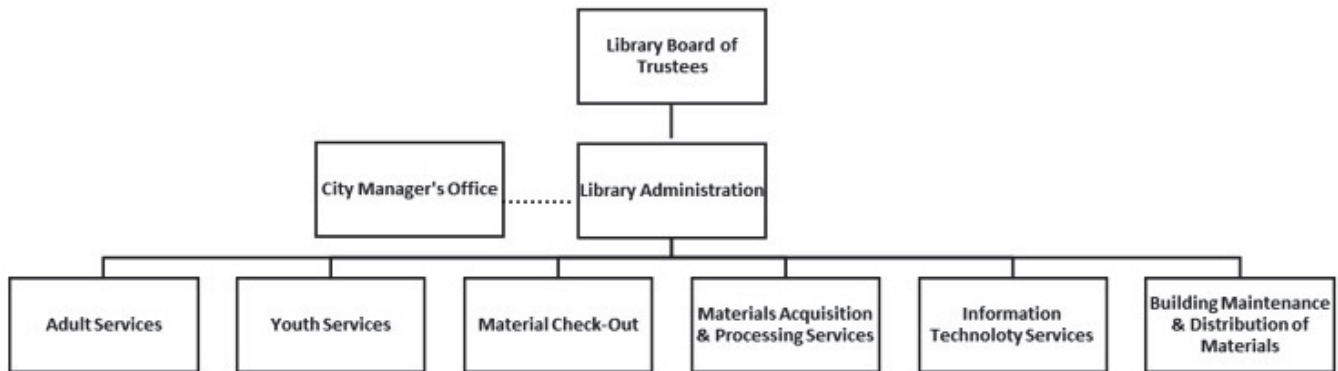 Library Board of
Trustees
City Manager's Office
Library Administration
Adult Services
Youth Services
Material Check-Out
Materials Acquisition
& Processing Services
Information
Technoloty Services
Building Maintenance
& Distribution of
Materials